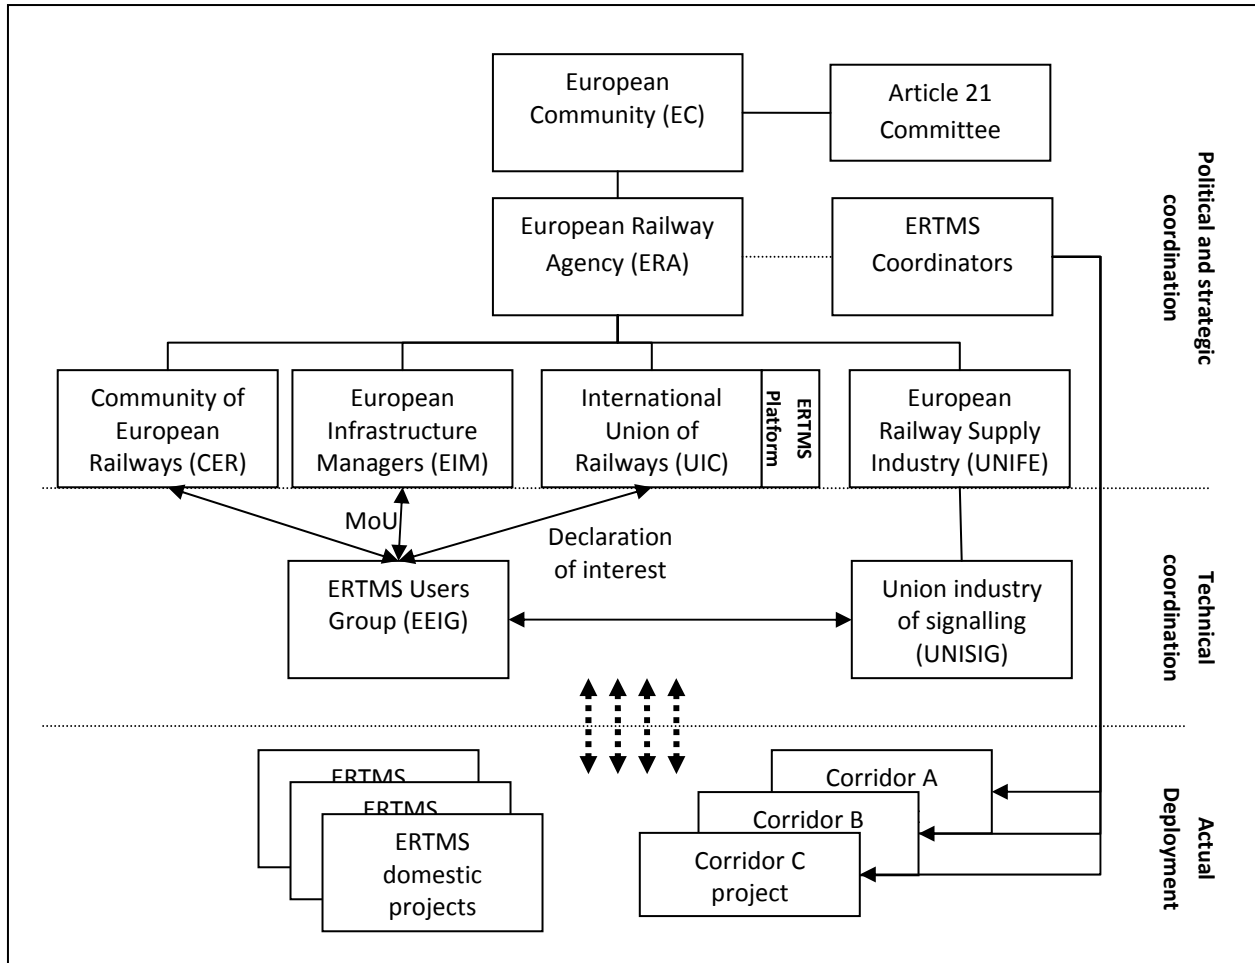 European
Community (EC)
Article 21
Committee
European Railway
Agency (ERA)
ERTMS
Coordinators
Political and strategic
coordination
Community of
European
Railways (CER)
European
Infrastructure
Managers (EIM)
International
Union of
Railways (UIC)
ERTMS
Platform
European
Railway Supply
Industry (UNIFE)
MoU
Declaration
of interest
ERTMS Users
Group (EEIG)
Union industry
of signalling
(UNISIG)
Technical
coordination
ERTMS
ERTMS
ERTMS
domestic
projects
Corridor A
Corridor B
Corridor C
project
Actual
Deployment